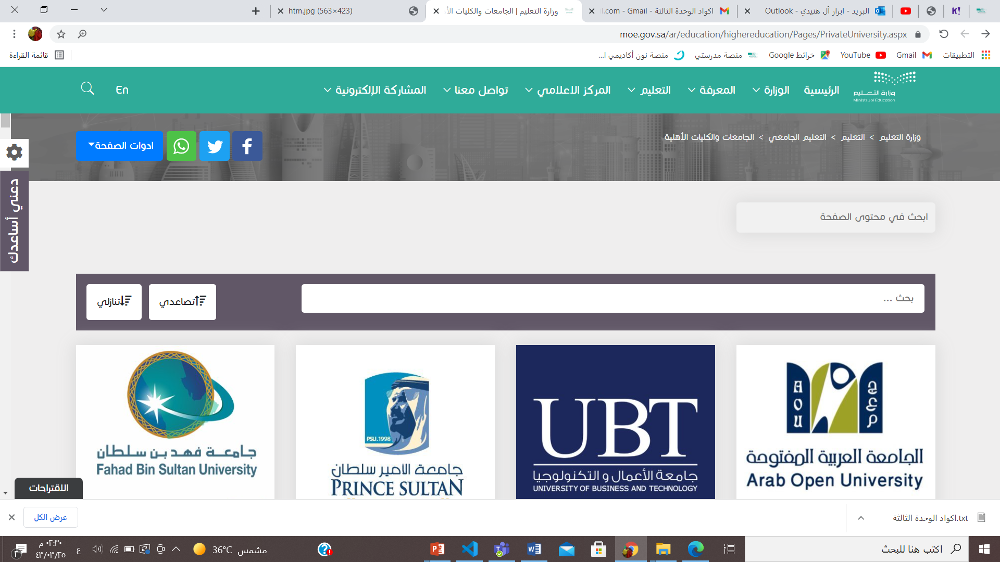 البريد - ابرار آل هنيدي - Outlook
اكواد الوحدة الثالثة - Gmail - l.com
وزارة التعليم | الجامعات والكليات الأ
htm.jpg (563×423)
moe.gov.sa/ar/education/highereducation/Pages/PrivateUniversity.aspx
التطبيقات
Gmail
YouTube
خرائط Google
منصة مدرستي
منصة نون أكاديمي ا...
قائمة القراءة
وزارة التعـــليم
Ministry of Education
الرئيسية
الوزارة
المعرفة
التعليم
المركز الاعلامي
تواصل معنا
المشاركة الإلكترونية
En
وزارة التعليم > التعليم > التعليم الجامعي > الجامعات والكليات الأهلية
ادوات الصفحة
دعني أساعدك
ابحث في محتوى الصفحة
بحث ...
تصاعدي
تنازلي
AOU
الجامعة العربية المفتوحة
Arab Open University
UBT
جامعة الأعمال و التكنولوجيا
UNIVERSITY OF BUSINESS AND TECHNOLOGY
PSU.1998
جامعة الأمير سلطان
PRINCE SULTAN
جامعة فهد بن سلطان
Fahad Bin Sultan University
الاقتراحات
اكواد الوحدة الثالثة.txt
عرض الكل
اكتب هنا للبحث
مشمس 36°C
ع
٠٢:٣٠ م
٤٣/٠٣/٢٥
٣